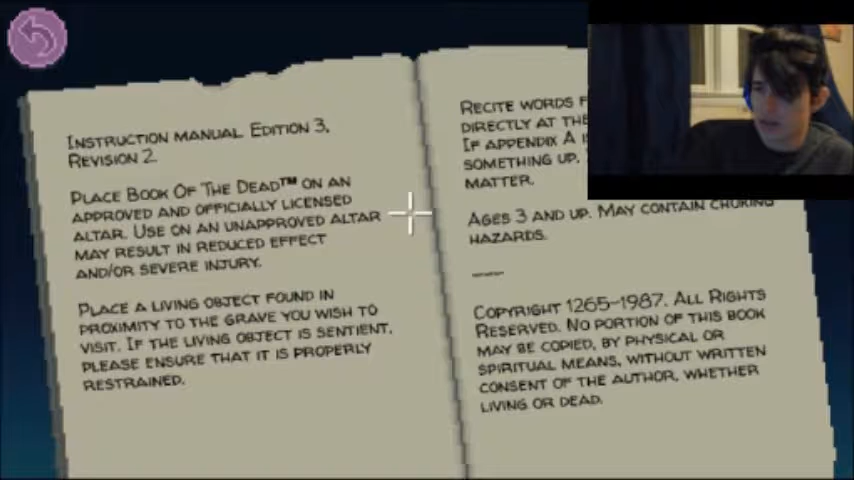 INSTRUCTION MANUAL EDITION 3,
REVISION 2.
PLACE BOOK OF THE DEAD™ ON AN
APPROVED AND OFFICIALLY LICENSED
ALTAR. USE ON AN UNAPPROVED ALTAR
MAY RESULT IN REDUCED EFFECT
AND/OR SEVERE INJURY.
PLACE A LIVING OBJECT FOUND IN
PROXIMITY TO THE GRAVE YOU WISH TO
VISIT. IF THE LIVING OBJECT IS SENTIENT,
PLEASE ENSURE THAT IT IS PROPERLY
RESTRAINED.
RECITE WORDS
DIRECTLY AT THE
IF APPENDIX A
SOMETHING UP.
MATTER.
AGES 3 AND UP. MAY CONTAIN CHOKING
HAZARDS.
COPYRIGHT 1265-1987. ALL RIGHTS
RESERVED. NO PORTION OF THIS BOOK
MAY BE COPIED, BY PHYSICAL OR
SPIRITUAL MEANS, WITHOUT WRITTEN
CONSENT OF THE AUTHOR, WHETHER
LIVING OR DEAD.